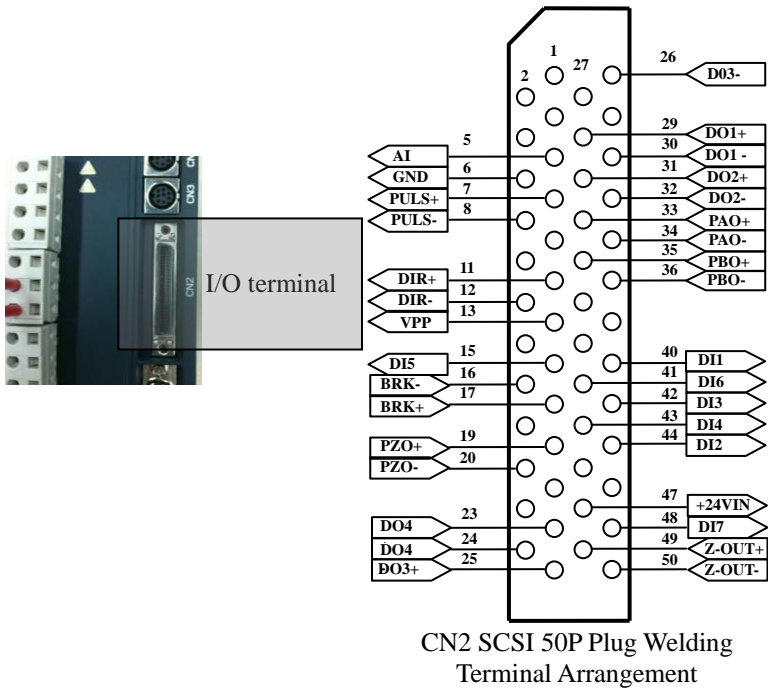 1
2
27
26 D03-
29 DO1+
30 DO1 -
31 DO2+
32 DO2-
33 PAO+
34 PAO-
35 PBO+
36 PBO-
5 AI
6 GND
7 PULS+
8 PULS-
CN3
CN2
I/O terminal
11 DIR+
12 DIR-
13 VPP
15 DI5
16 BRK-
17 BRK+
40 DI1
41 DI6
42 DI3
43 DI4
44 DI2
19 PZO+
20 PZO-
47 +24VIN
48 DI7
49 Z-OUT+
50 Z-OUT-
23 DO4
24 DO4
25 DO3+
CN2 SCSI 50P Plug Welding
Terminal Arrangement